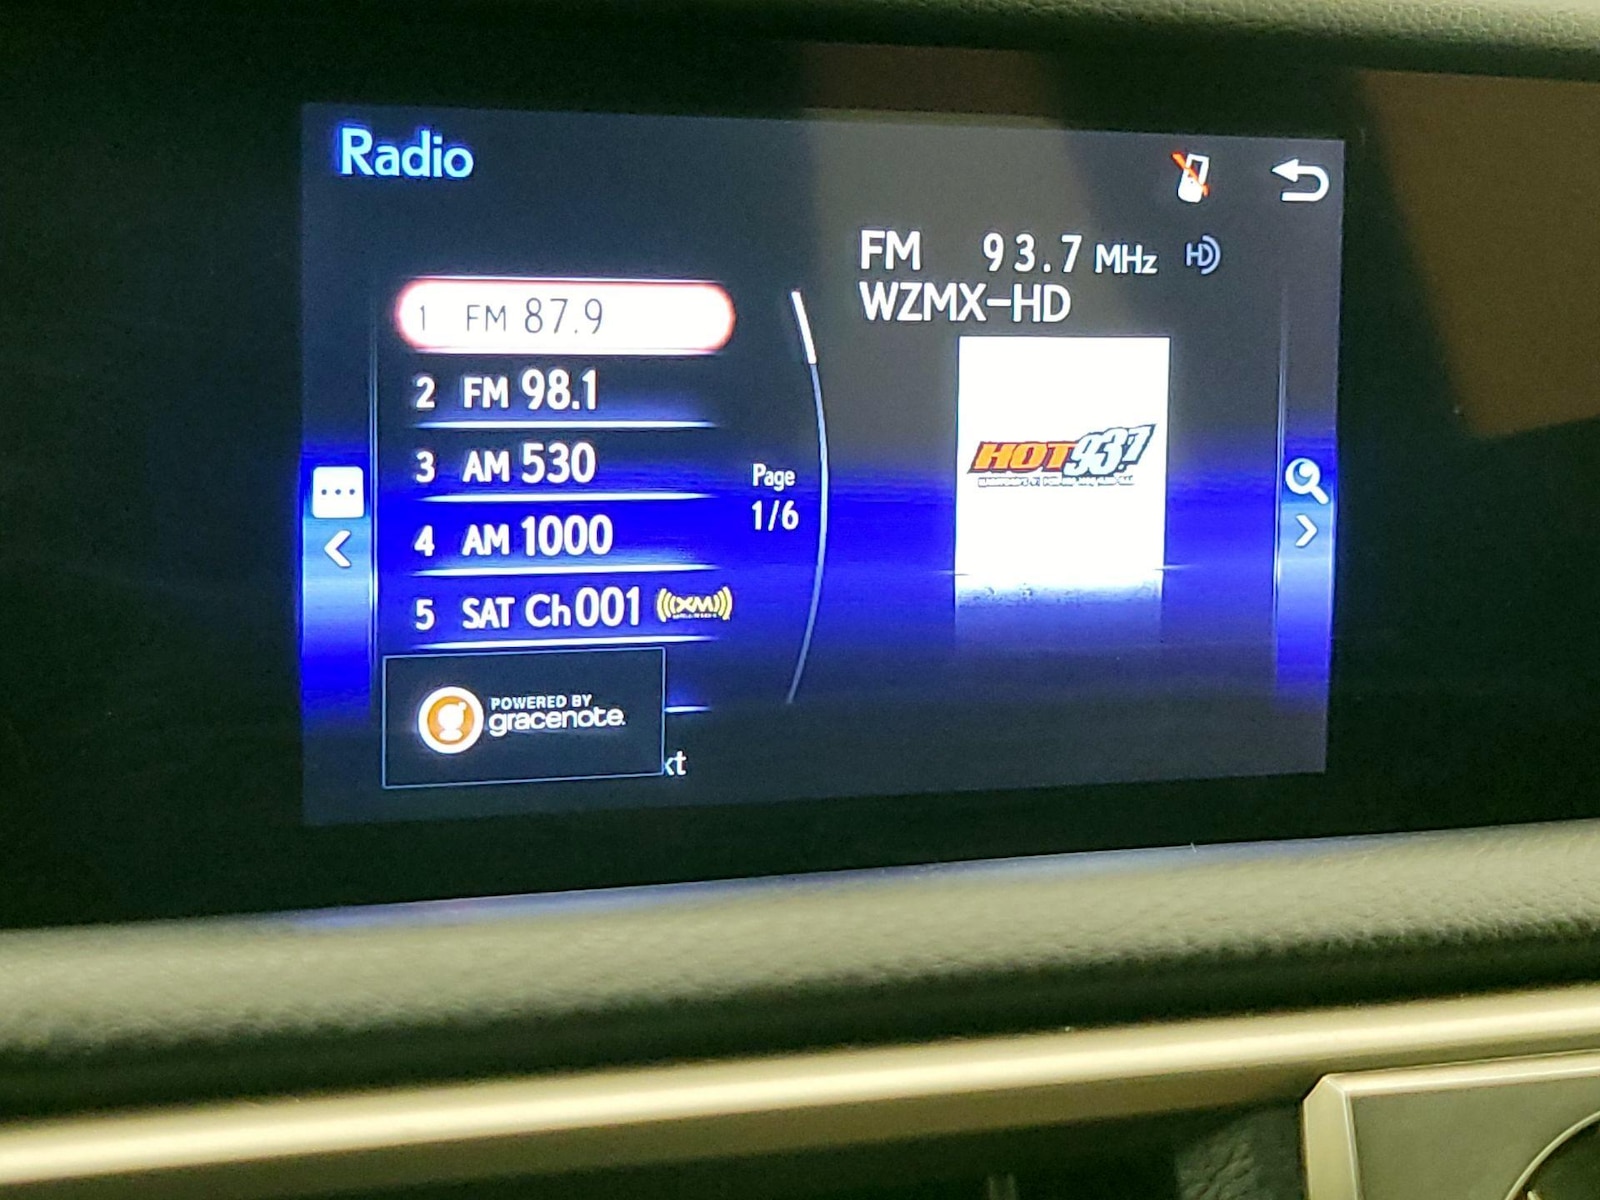 Radio
FM 93.7 MHz HD
WZMX-HD
1 FM 87.9
2 FM 98.1
3 AM 530
4 AM 1000
5 SAT Ch001 ((XM))
Page
1/6
HOT 93.7
POWERED BY
gracenote.
xt